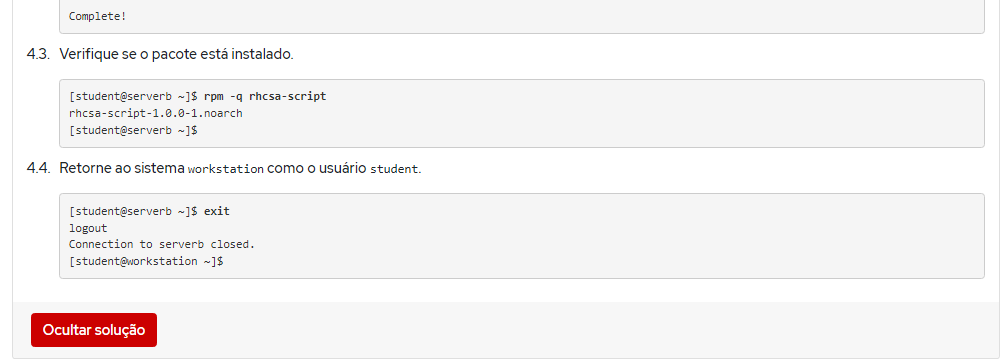 Complete!
4.3. Verifique se o pacote está instalado.
[student@serverb ~]$ rpm -q rhcsa-script
rhcsa-script-1.0.0-1.noarch
[student@serverb ~]$
4.4. Retorne ao sistema workstation como o usuário student.
[student@serverb ~]$ exit
logout
Connection to serverb closed.
[student@workstation ~]$
Ocultar solução